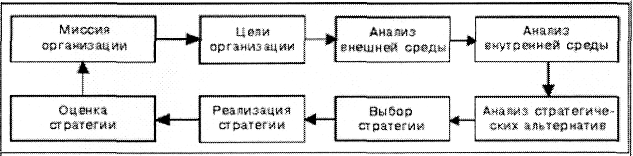 Миссия
организации
Цели
организации
Анализ
внешней среды
Анализ
внутренней среды
Оценка
стратегии
Реализация
стратегии
Выбор
стратегии
Анализ стратегиче-
ских альтернатив